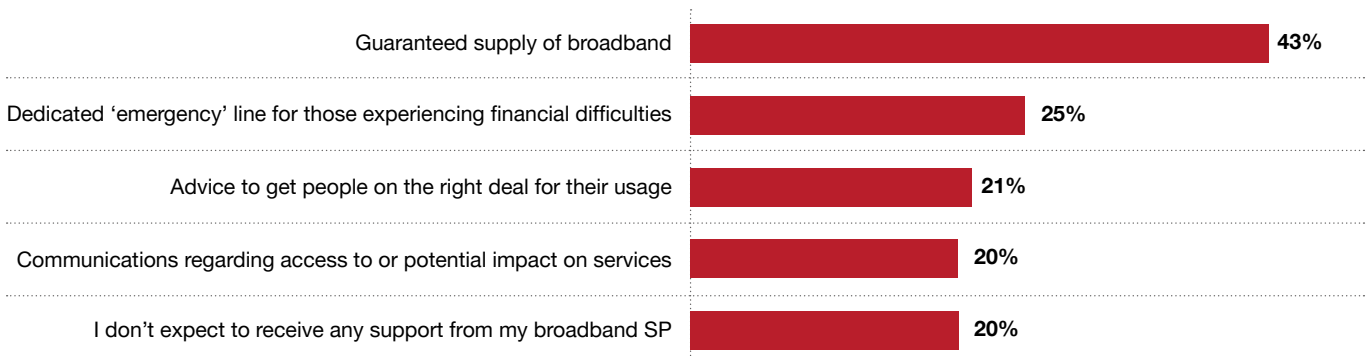 Guaranteed supply of broadband 43%
Dedicated ‘emergency’ line for those experiencing financial difficulties 25%
Advice to get people on the right deal for their usage 21%
Communications regarding access to or potential impact on services 20%
I don’t expect to receive any support from my broadband SP 20%